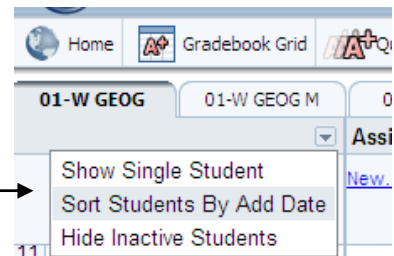 Home Gradebook Grid
01-W GEOG 01-W GEOG M
Assi
New.
Show Single Student
Sort Students By Add Date
Hide Inactive Students
11